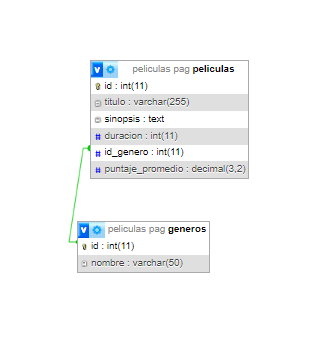 peliculas pag peliculas
id : int(11)
titulo : varchar(255)
sinopsis : text
duracion : int(11)
id_genero : int(11)
puntaje_promedio : decimal(3,2)
peliculas pag generos
id : int(11)
nombre : varchar(50)